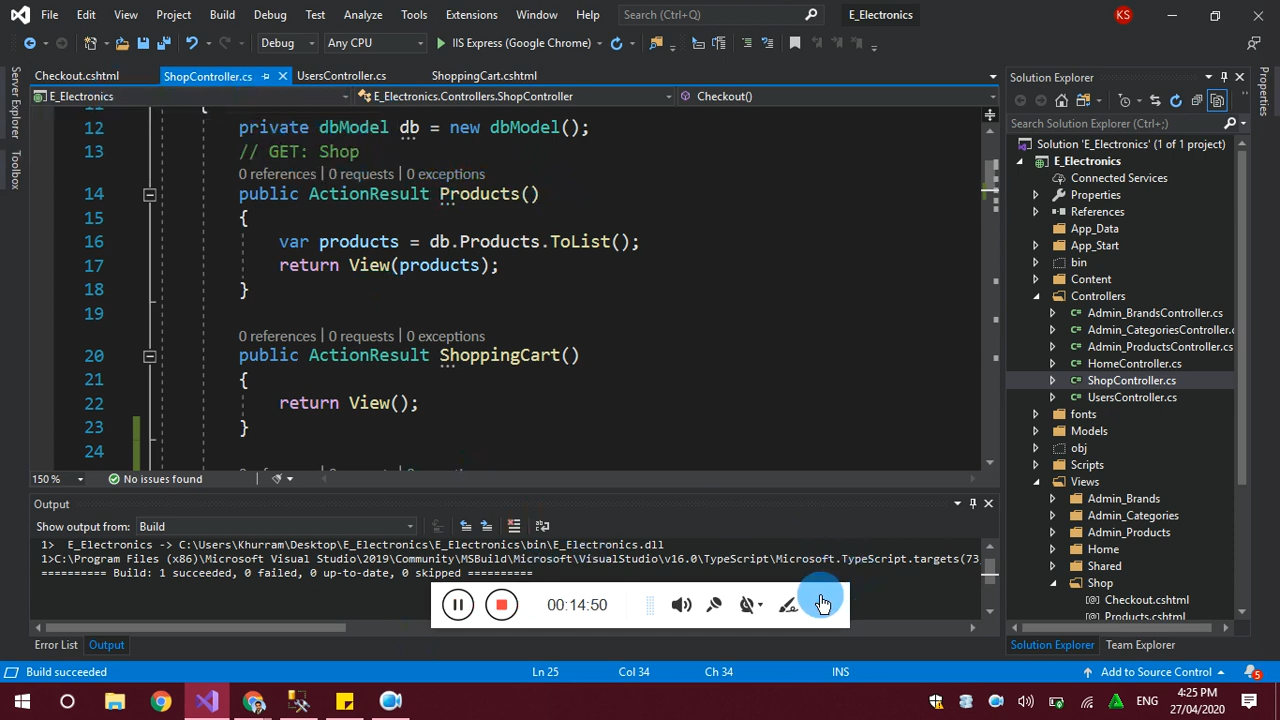 File Edit View Project Build Debug Test Analyze Tools Extensions Window Help Search (Ctrl+;) E_Electronics KS
Debug Any CPU IIS Express (Google Chrome)
Checkout.cshtml ShopController.cs UsersController.cs ShoppingCart.cshtml
E_Electronics E_Electronics.Controllers.ShopController Checkout()
Server Explorer
Toolbox
12 private dbModel db = new dbModel();
13 // GET: Shop
0 references | 0 requests | 0 exceptions
14 public ActionResult Products()
15 {
16 var products = db.Products.ToList();
17 return View(products);
18 }
19
0 references | 0 requests | 0 exceptions
20 public ActionResult ShoppingCart()
21 {
22 return View();
23 }
24
150 % No issues found
Output
Show output from: Build
1> E_Electronics -> C:\Users\Khurram\Desktop\E_Electronics\E_Electronics\bin\E_Electronics.dll
1>C:\Program Files (x86)\Microsoft Visual Studio\2019\Community\MSBuild\Microsoft\VisualStudio\v16.0\TypeScript\Microsoft.TypeScript.targets(73
========== Build: 1 succeeded, 0 failed, 0 up-to-date, 0 skipped ==========
00:14:50
Error List Output
Solution Explorer
Search Solution Explorer (Ctrl+;)
Solution 'E_Electronics' (1 of 1 project)
E_Electronics
Connected Services
Properties
References
App_Data
App_Start
bin
Content
Controllers
C# Admin_BrandsController.cs
C# Admin_CategoriesController.c
C# Admin_ProductsController.cs
C# HomeController.cs
C# ShopController.cs
C# UsersController.cs
fonts
Models
obj
Scripts
Views
Admin_Brands
Admin_Categories
Admin_Products
Home
Shared
Shop
Checkout.cshtml
Products.cshtml
Solution Explorer Team Explorer
Properties
Build succeeded Ln 25 Col 34 Ch 34 INS Add to Source Control 5
ENG 4:25 PM
27/04/2020